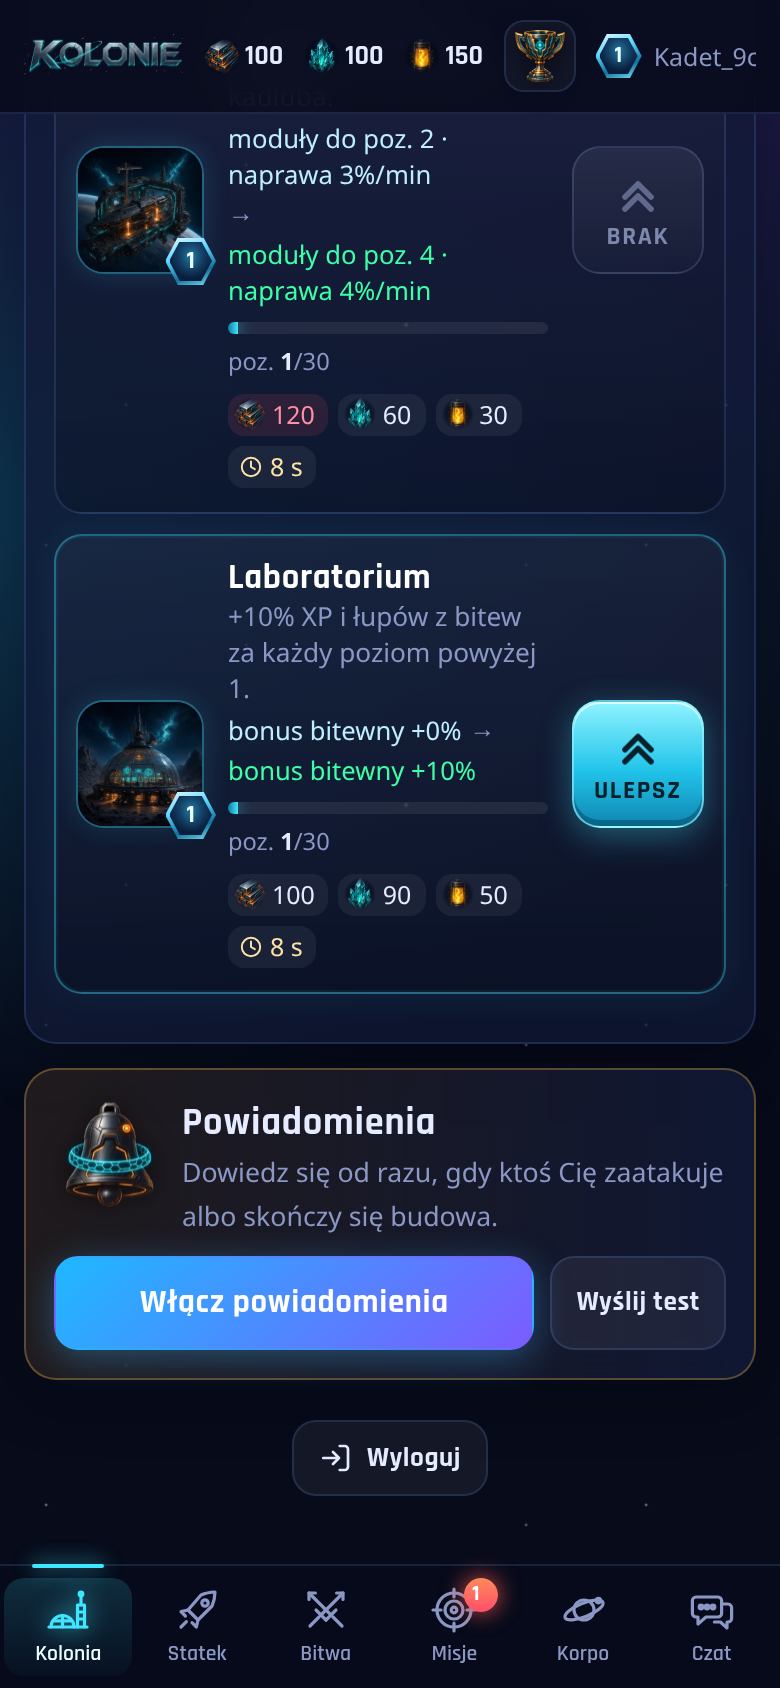 KOLONIE 100 100 150 1 Kadet_9c
kadłuba.
moduły do poz. 2 ·
naprawa 3%/min
→
moduły do poz. 4 ·
naprawa 4%/min
1
BRAK
poz. 1/30
120 60 30
8 s
Laboratorium
+10% XP i łupów z bitew
za każdy poziom powyżej
1.
bonus bitewny +0% →
bonus bitewny +10%
1
ULEPSZ
poz. 1/30
100 90 50
8 s
Powiadomienia
Dowiedz się od razu, gdy ktoś Cię zaatakuje
albo skończy się budowa.
Włącz powiadomienia
Wyślij test
Wyloguj
1
Kolonia Statek Bitwa Misje Korpo Czat